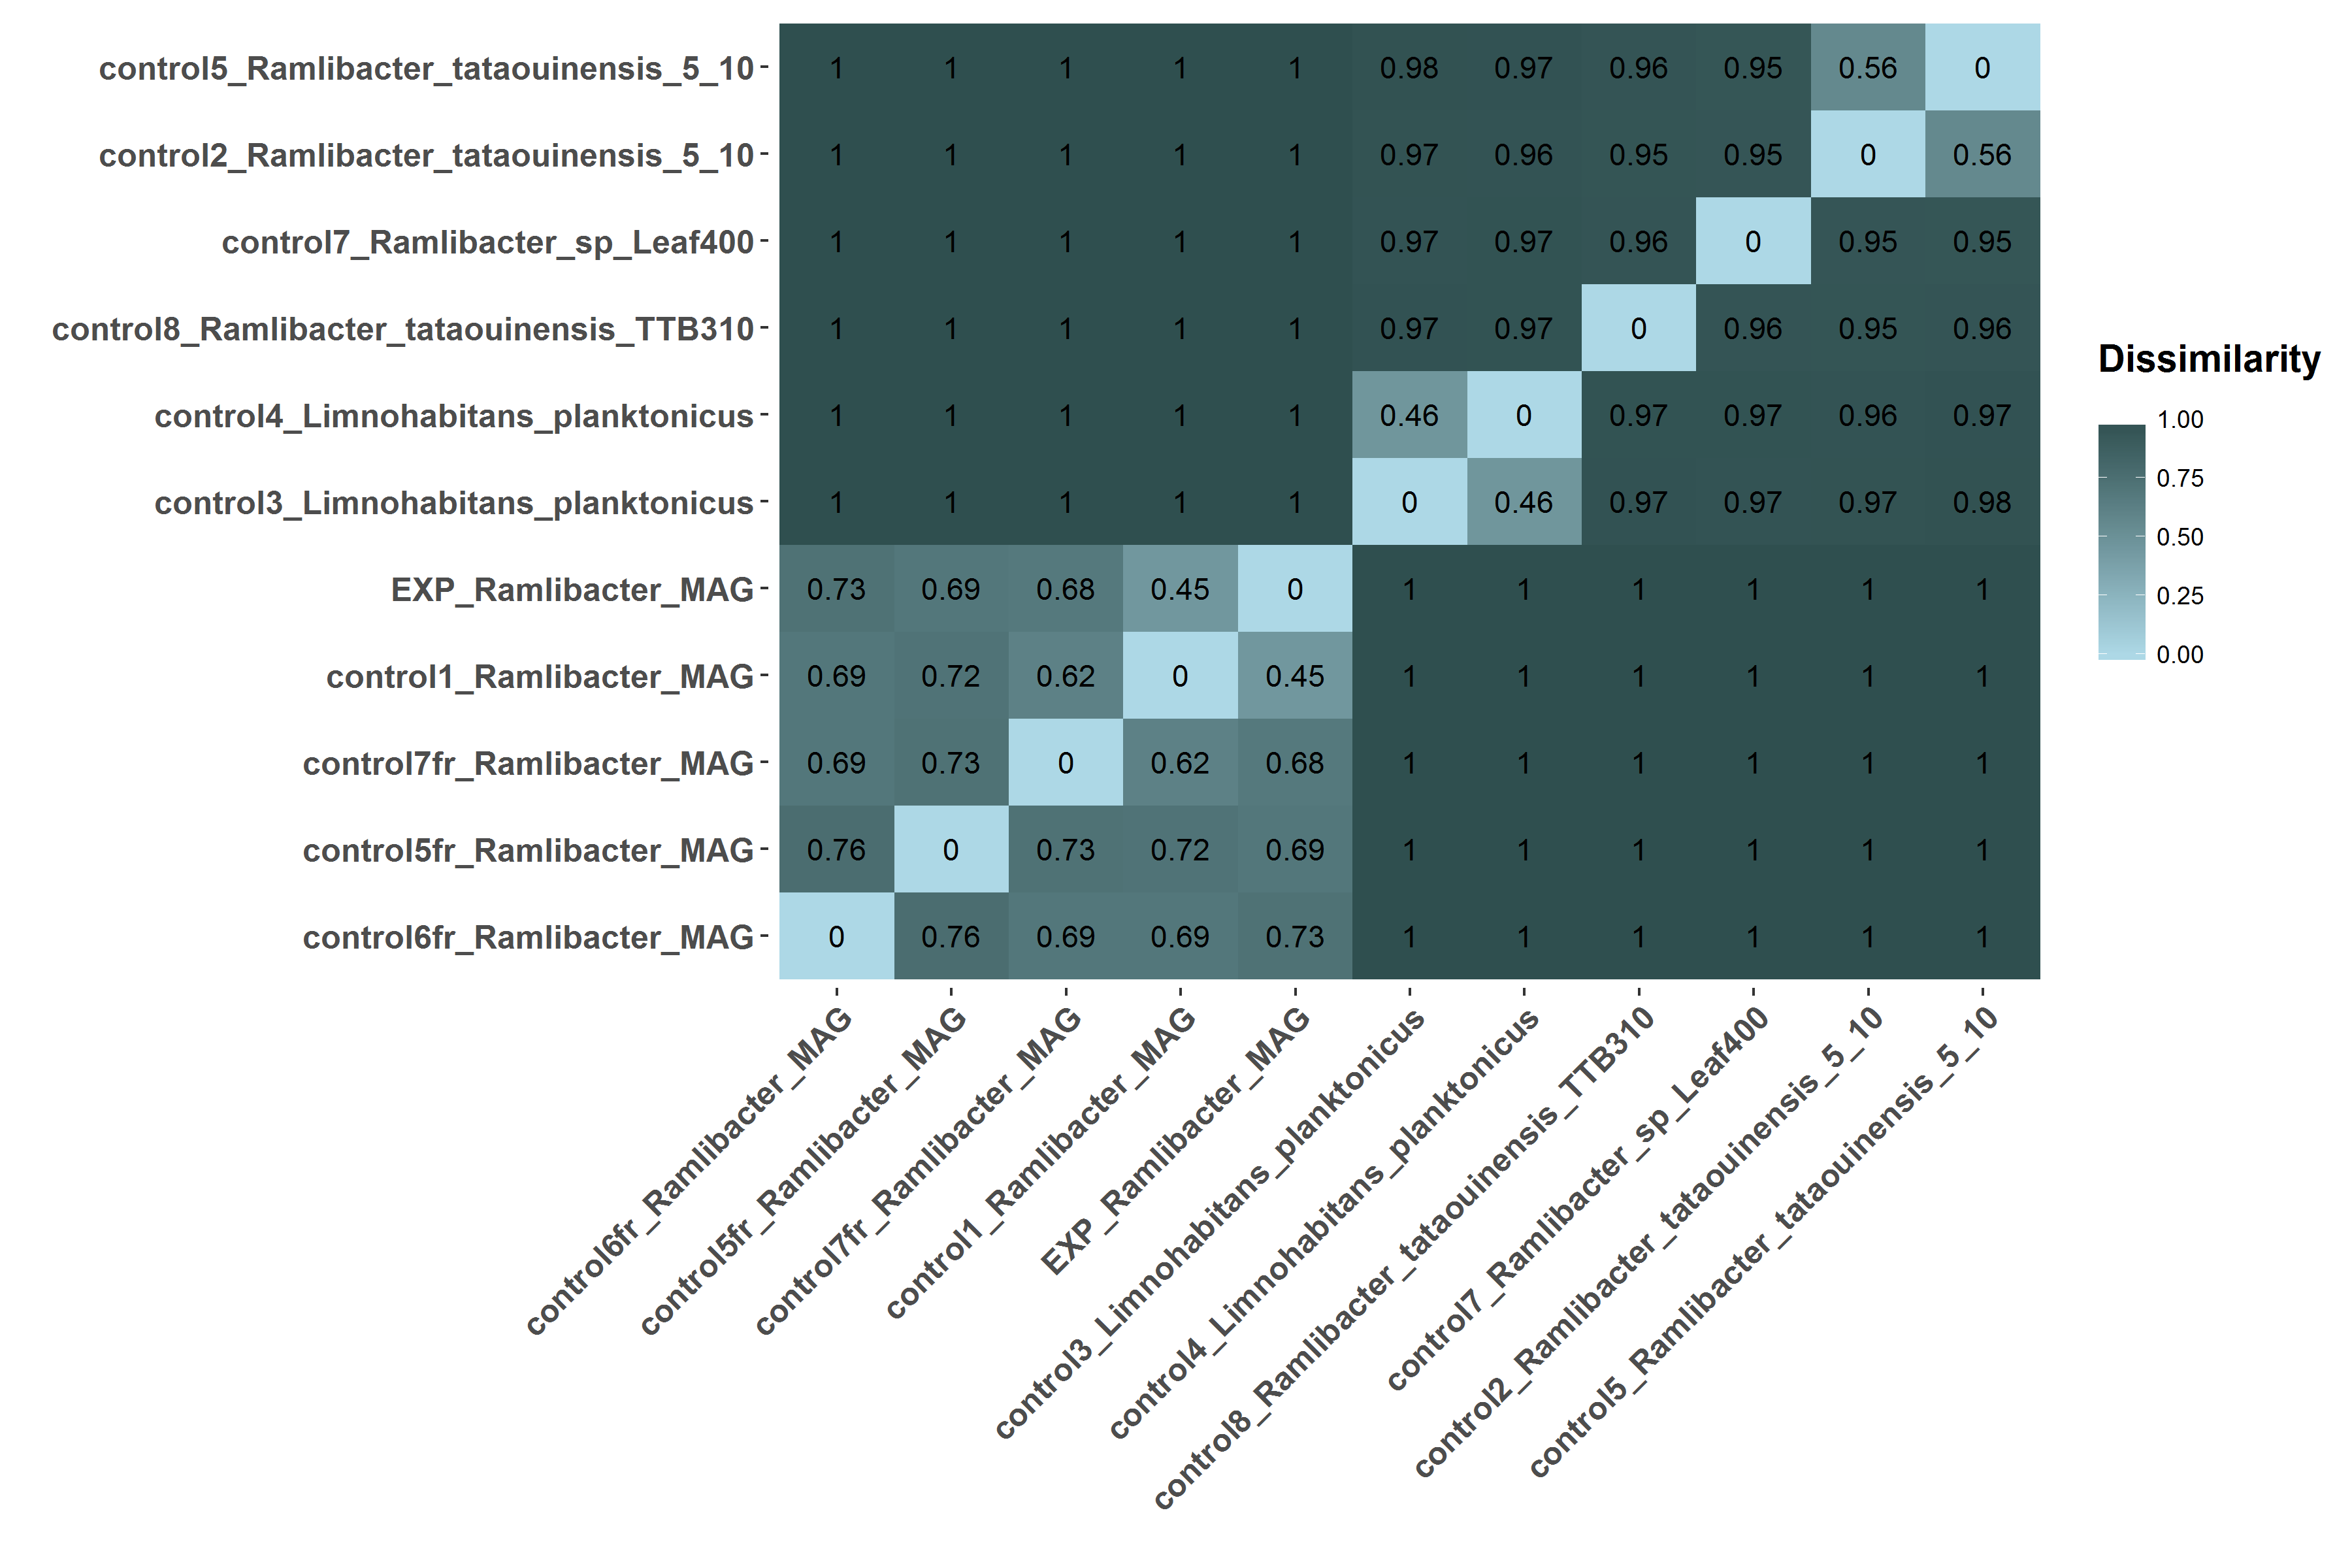 control5_Ramlibacter_tataouinensis_5_10 1 1 1 1 1 0.98 0.97 0.96 0.95 0.56 0
control2_Ramlibacter_tataouinensis_5_10 1 1 1 1 1 0.97 0.96 0.95 0.95 0 0.56
control7_Ramlibacter_sp_Leaf400 1 1 1 1 1 0.97 0.97 0.96 0 0.95 0.95
control8_Ramlibacter_tataouinensis_TTB310 1 1 1 1 1 0.97 0.97 0 0.96 0.95 0.96
control4_Limnohabitans_planktonicus 1 1 1 1 1 0.46 0 0.97 0.97 0.96 0.97
control3_Limnohabitans_planktonicus 1 1 1 1 1 0 0.46 0.97 0.97 0.97 0.98
EXP_Ramlibacter_MAG 0.73 0.69 0.68 0.45 0 1 1 1 1 1 1
control1_Ramlibacter_MAG 0.69 0.72 0.62 0 0.45 1 1 1 1 1 1
control7fr_Ramlibacter_MAG 0.69 0.73 0 0.62 0.68 1 1 1 1 1 1
control5fr_Ramlibacter_MAG 0.76 0 0.73 0.72 0.69 1 1 1 1 1 1
control6fr_Ramlibacter_MAG 0 0.76 0.69 0.69 0.73 1 1 1 1 1 1
control6fr_Ramlibacter_MAG
control5fr_Ramlibacter_MAG
control7fr_Ramlibacter_MAG
control1_Ramlibacter_MAG
EXP_Ramlibacter_MAG
control3_Limnohabitans_planktonicus
control4_Limnohabitans_planktonicus
control8_Ramlibacter_tataouinensis_TTB310
control7_Ramlibacter_sp_Leaf400
control2_Ramlibacter_tataouinensis_5_10
control5_Ramlibacter_tataouinensis_5_10
Dissimilarity
1.00
0.75
0.50
0.25
0.00